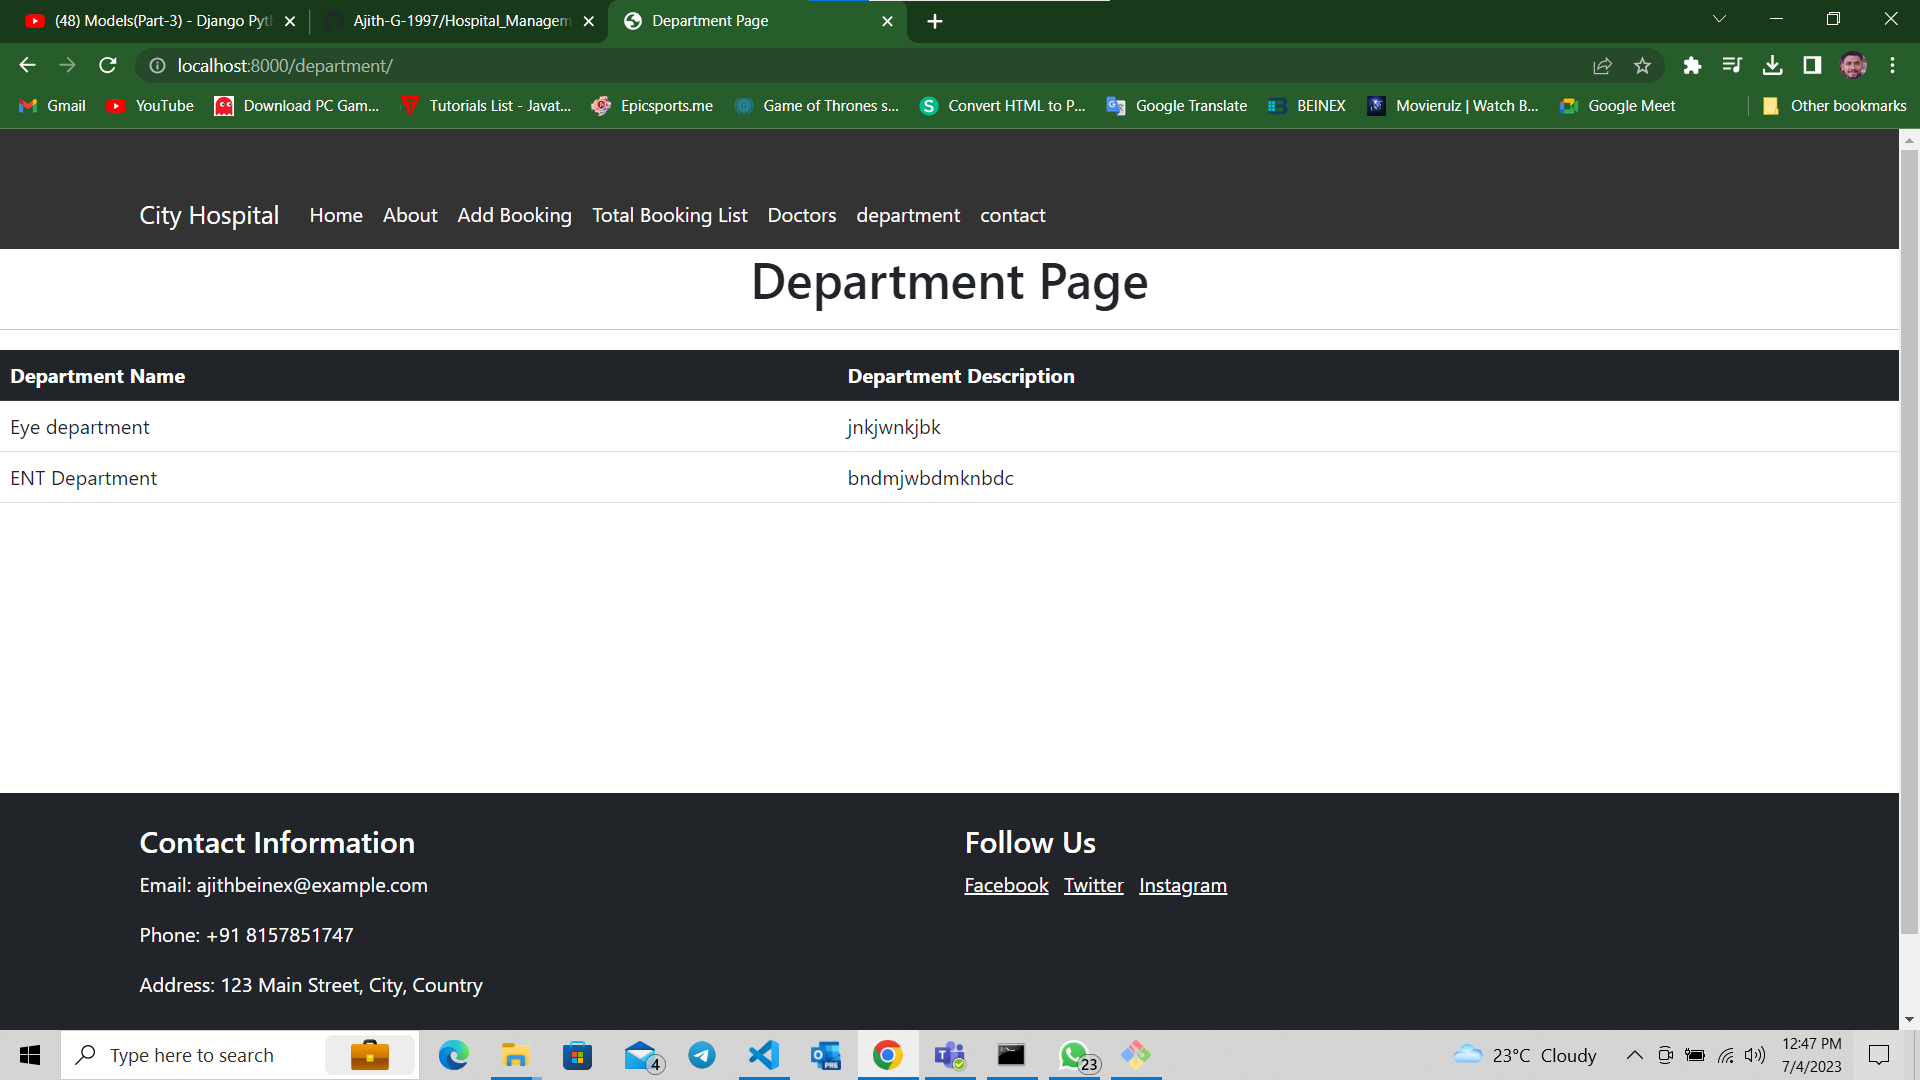 (48) Models(Part-3) - Django Pyth
Ajith-G-1997/Hospital_Managem
Department Page
localhost:8000/department/
Gmail
YouTube
Download PC Gam...
Tutorials List - Javat...
Epicsports.me
Game of Thrones s...
Convert HTML to P...
Google Translate
BEINEX
Movierulz | Watch B...
Google Meet
Other bookmarks
City Hospital Home About Add Booking Total Booking List Doctors department contact
Department Page
Department Name Department Description
Eye department jnkjwnkjbk
ENT Department bndmjwbdmknbdc
Contact Information
Email: ajithbeinex@example.com
Phone: +91 8157851747
Address: 123 Main Street, City, Country
Follow Us
Facebook Twitter Instagram
Type here to search
4
PRE
23
23°C Cloudy
12:47 PM
7/4/2023